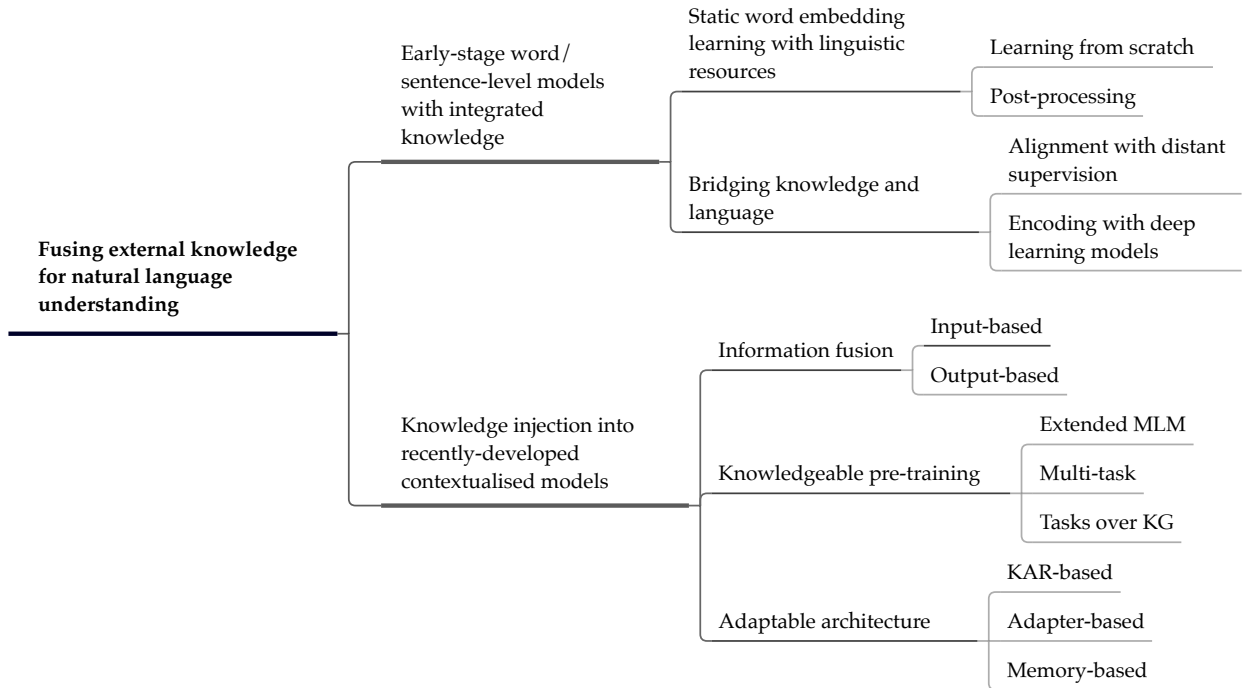 Static word embedding
learning with linguistic
resources
Learning from scratch
Post-processing
Early-stage word/
sentence-level models
with integrated
knowledge
Alignment with distant
supervision
Bridging knowledge and
language
Encoding with deep
learning models
Fusing external knowledge
for natural language
understanding
Information fusion
Input-based
Output-based
Knowledge injection into
recently-developed
contextualised models
Knowledgeable pre-training
Extended MLM
Multi-task
Tasks over KG
Adaptable architecture
KAR-based
Adapter-based
Memory-based